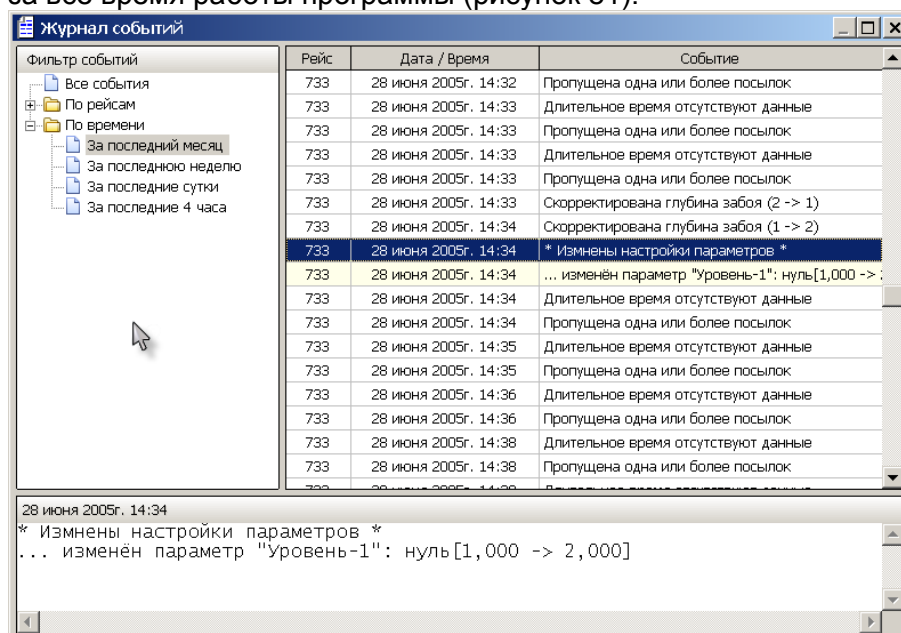 за все время работы программы (рисунок 31).
Журнал событий
Фильтр событий
Все события
По рейсам
По времени
За последний месяц
За последнюю неделю
За последние сутки
За последние 4 часа
Рейс Дата / Время Событие
733 28 июня 2005г. 14:32 Пропущена одна или более посылок
733 28 июня 2005г. 14:33 Длительное время отсутствуют данные
733 28 июня 2005г. 14:33 Пропущена одна или более посылок
733 28 июня 2005г. 14:33 Длительное время отсутствуют данные
733 28 июня 2005г. 14:33 Пропущена одна или более посылок
733 28 июня 2005г. 14:33 Скорректирована глубина забоя (2 -> 1)
733 28 июня 2005г. 14:34 Скорректирована глубина забоя (1 -> 2)
733 28 июня 2005г. 14:34 * Измнены настройки параметров *
733 28 июня 2005г. 14:34 ... изменён параметр "Уровень-1": нуль[1,000 ->
733 28 июня 2005г. 14:34 Длительное время отсутствуют данные
733 28 июня 2005г. 14:34 Пропущена одна или более посылок
733 28 июня 2005г. 14:35 Длительное время отсутствуют данные
733 28 июня 2005г. 14:35 Пропущена одна или более посылок
733 28 июня 2005г. 14:36 Длительное время отсутствуют данные
733 28 июня 2005г. 14:36 Пропущена одна или более посылок
733 28 июня 2005г. 14:38 Длительное время отсутствуют данные
733 28 июня 2005г. 14:38 Пропущена одна или более посылок
28 июня 2005г. 14:34
* Измнены настройки параметров *
... изменён параметр "Уровень-1": нуль[1,000 -> 2,000]